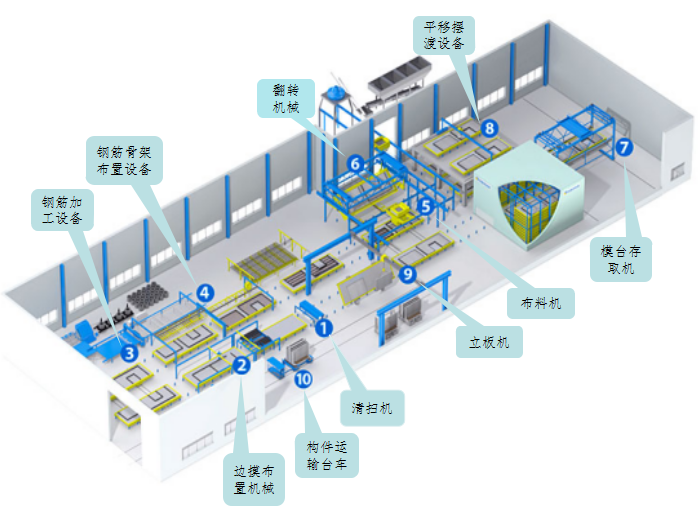 平移摆
渡设备
翻转
机械
钢筋骨架
布置设备
钢筋加
工设备
8
7
6
5
模台存
取机
布料机
9
立板机
4
3
1
2
10
清扫机
构件运
输台车
边摸布
置机械